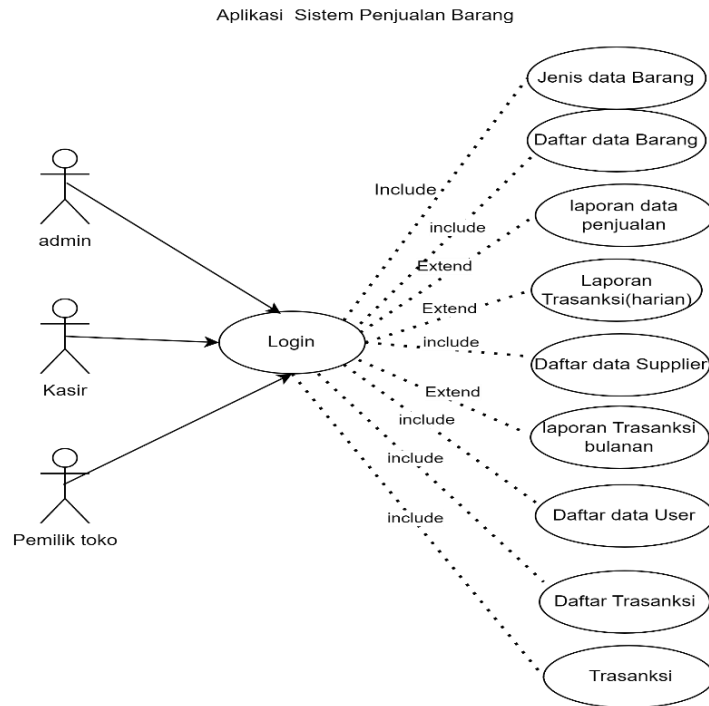 Aplikasi Sistem Penjualan Barang
Jenis data Barang
Daftar data Barang
Include
include
laporan data
penjualan
admin
Extend
Laporan
Trasanksi(harian)
Extend
Login
include
Daftar data Supplier
Kasir
Extend
laporan Trasanksi
bulanan
include
include
Daftar data User
Pemilik toko
include
Daftar Trasanksi
Trasanksi